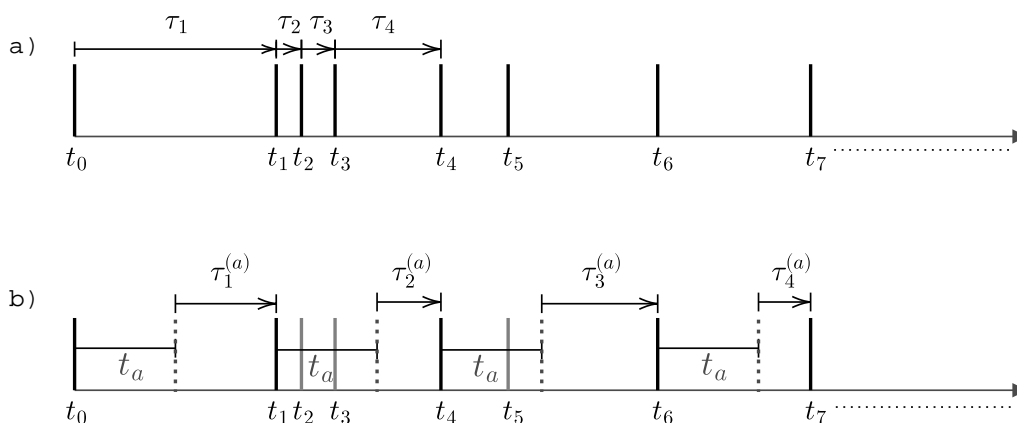 τ₁ τ₂ τ₃ τ₄
a)
t₀ t₁ t₂ t₃ t₄ t₅ t₆ t₇ ....................
τ₁⁽ᵃ⁾ τ₂⁽ᵃ⁾ τ₃⁽ᵃ⁾ τ₄⁽ᵃ⁾
b)
tₐ tₐ tₐ tₐ
t₀ t₁ t₂ t₃ t₄ t₅ t₆ t₇ ....................